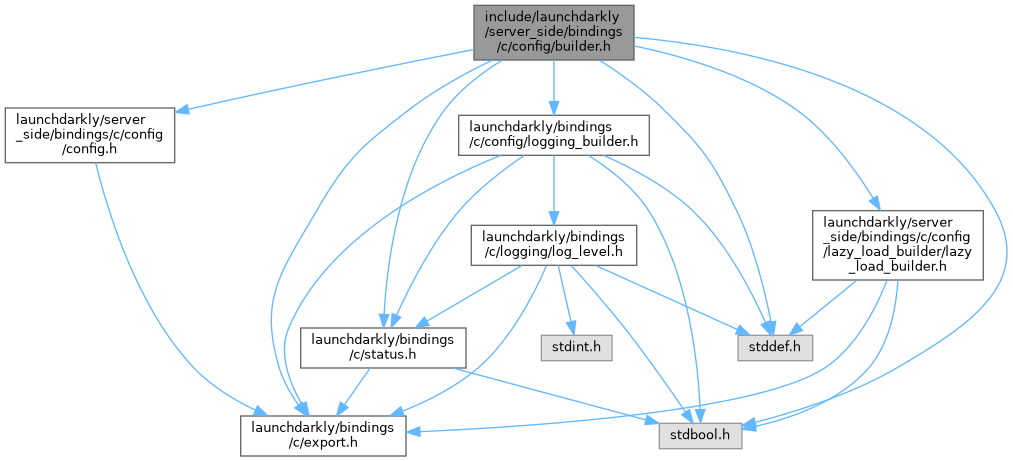 include/launchdarkly
/server_side/bindings
/c/config/builder.h
launchdarkly/server
_side/bindings/c/config
/config.h
launchdarkly/bindings
/c/config/logging_builder.h
launchdarkly/server
_side/bindings/c/config
/lazy_load_builder/lazy
_load_builder.h
launchdarkly/bindings
/c/logging/log_level.h
launchdarkly/bindings
/c/status.h
stdint.h
stddef.h
launchdarkly/bindings
/c/export.h
stdbool.h